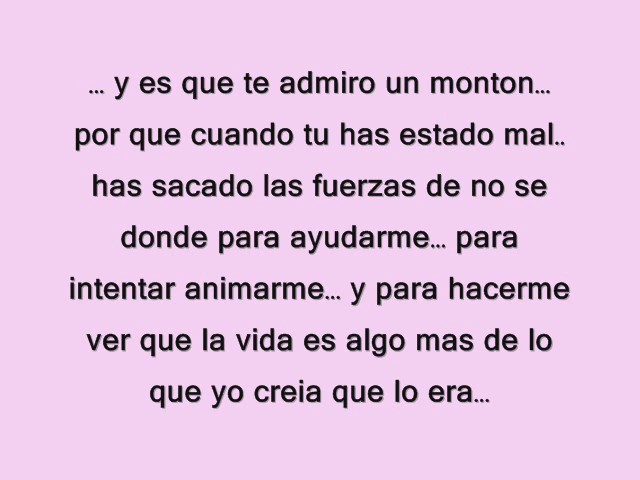 ... y es que te admiro un monton...
por que cuando tu has estado mal..
has sacado las fuerzas de no se
donde para ayudarme... para
intentar animarme... y para hacerme
ver que la vida es algo mas de lo
que yo creia que lo era...